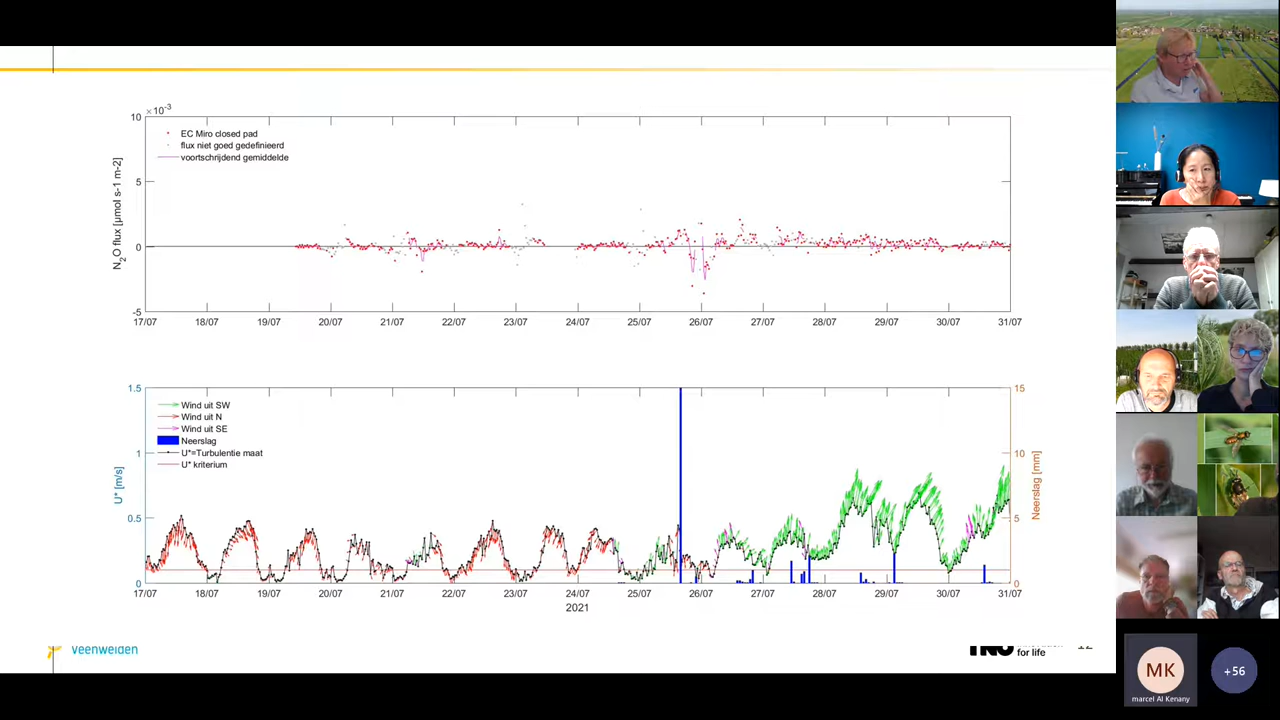 10
×10-3
EC Miro closed pad
flux niet goed gedefinieerd
voortschrijdend gemiddelde
5
0
-5
N2O flux [μmol s-1 m-2]
17/07 18/07 19/07 20/07 21/07 22/07 23/07 24/07 25/07 26/07 27/07 28/07 29/07 30/07 31/07
1.5
1
0.5
0
U* [m/s]
Wind uit SW
Wind uit N
Wind uit SE
Neerslag
U*=Turbulentie maat
U* kriterium
15
10
5
0
Neerslag [mm]
17/07 18/07 19/07 20/07 21/07 22/07 23/07 24/07 25/07 26/07 27/07 28/07 29/07 30/07 31/07
2021
veenweiden
TNO
for life
12
MK
marcel Al Kenany
+56